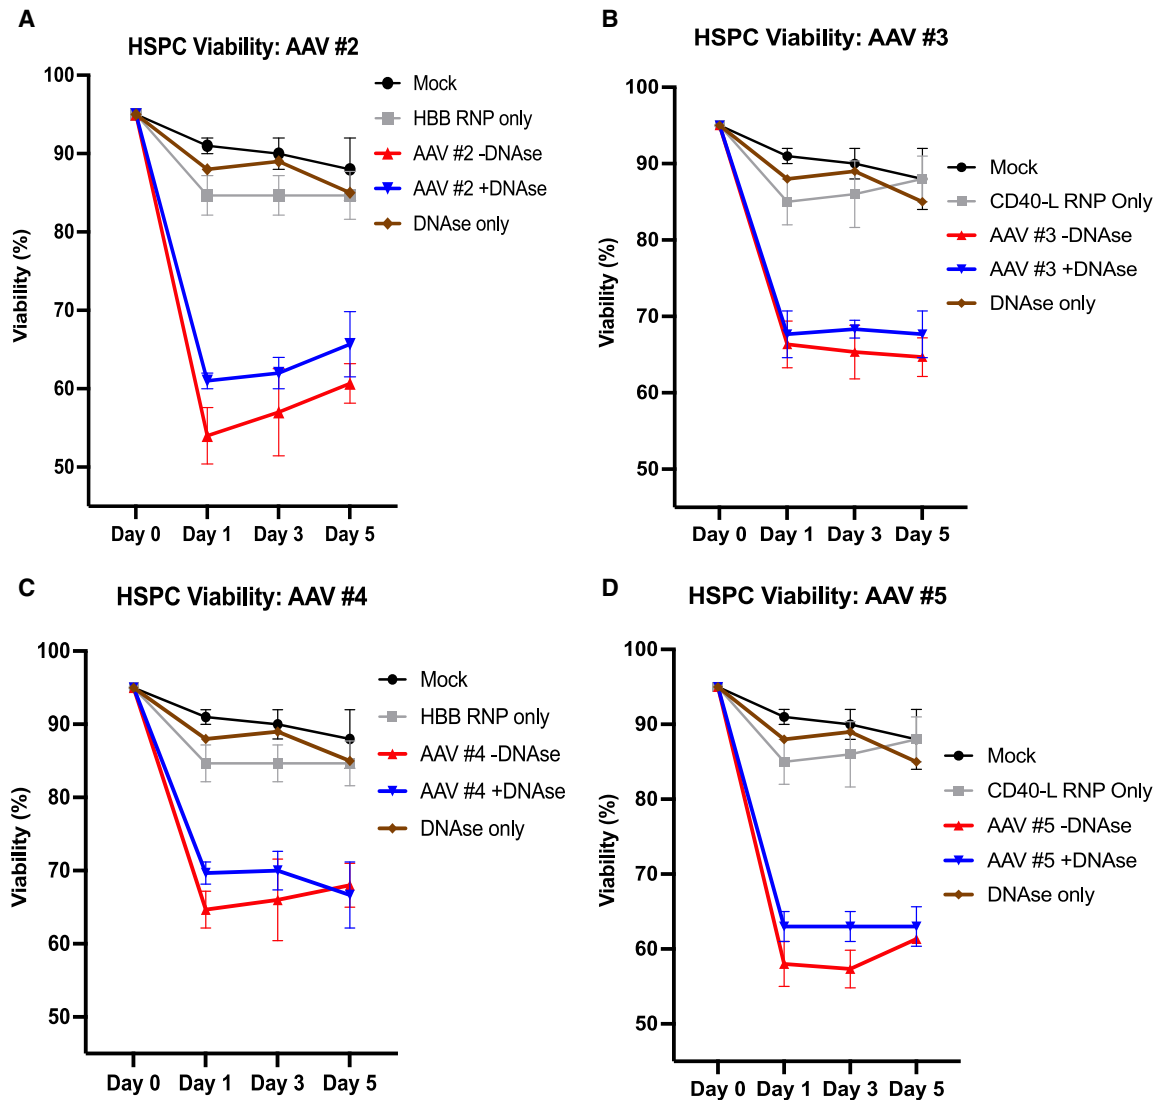 A
HSPC Viability: AAV #2
100
90
80
70
60
50
Viability (%)
Day 0 Day 1 Day 3 Day 5
Mock
HBB RNP only
AAV #2 -DNAse
AAV #2 +DNAse
DNAse only
B
HSPC Viability: AAV #3
100
90
80
70
60
50
Viability (%)
Day 0 Day 1 Day 3 Day 5
Mock
CD40-L RNP Only
AAV #3 -DNAse
AAV #3 +DNAse
DNAse only
C
HSPC Viability: AAV #4
100
90
80
70
60
50
Viability (%)
Day 0 Day 1 Day 3 Day 5
Mock
HBB RNP only
AAV #4 -DNAse
AAV #4 +DNAse
DNAse only
D
HSPC Viability: AAV #5
100
90
80
70
60
50
Viability (%)
Day 0 Day 1 Day 3 Day 5
Mock
CD40-L RNP Only
AAV #5 -DNAse
AAV #5 +DNAse
DNAse only